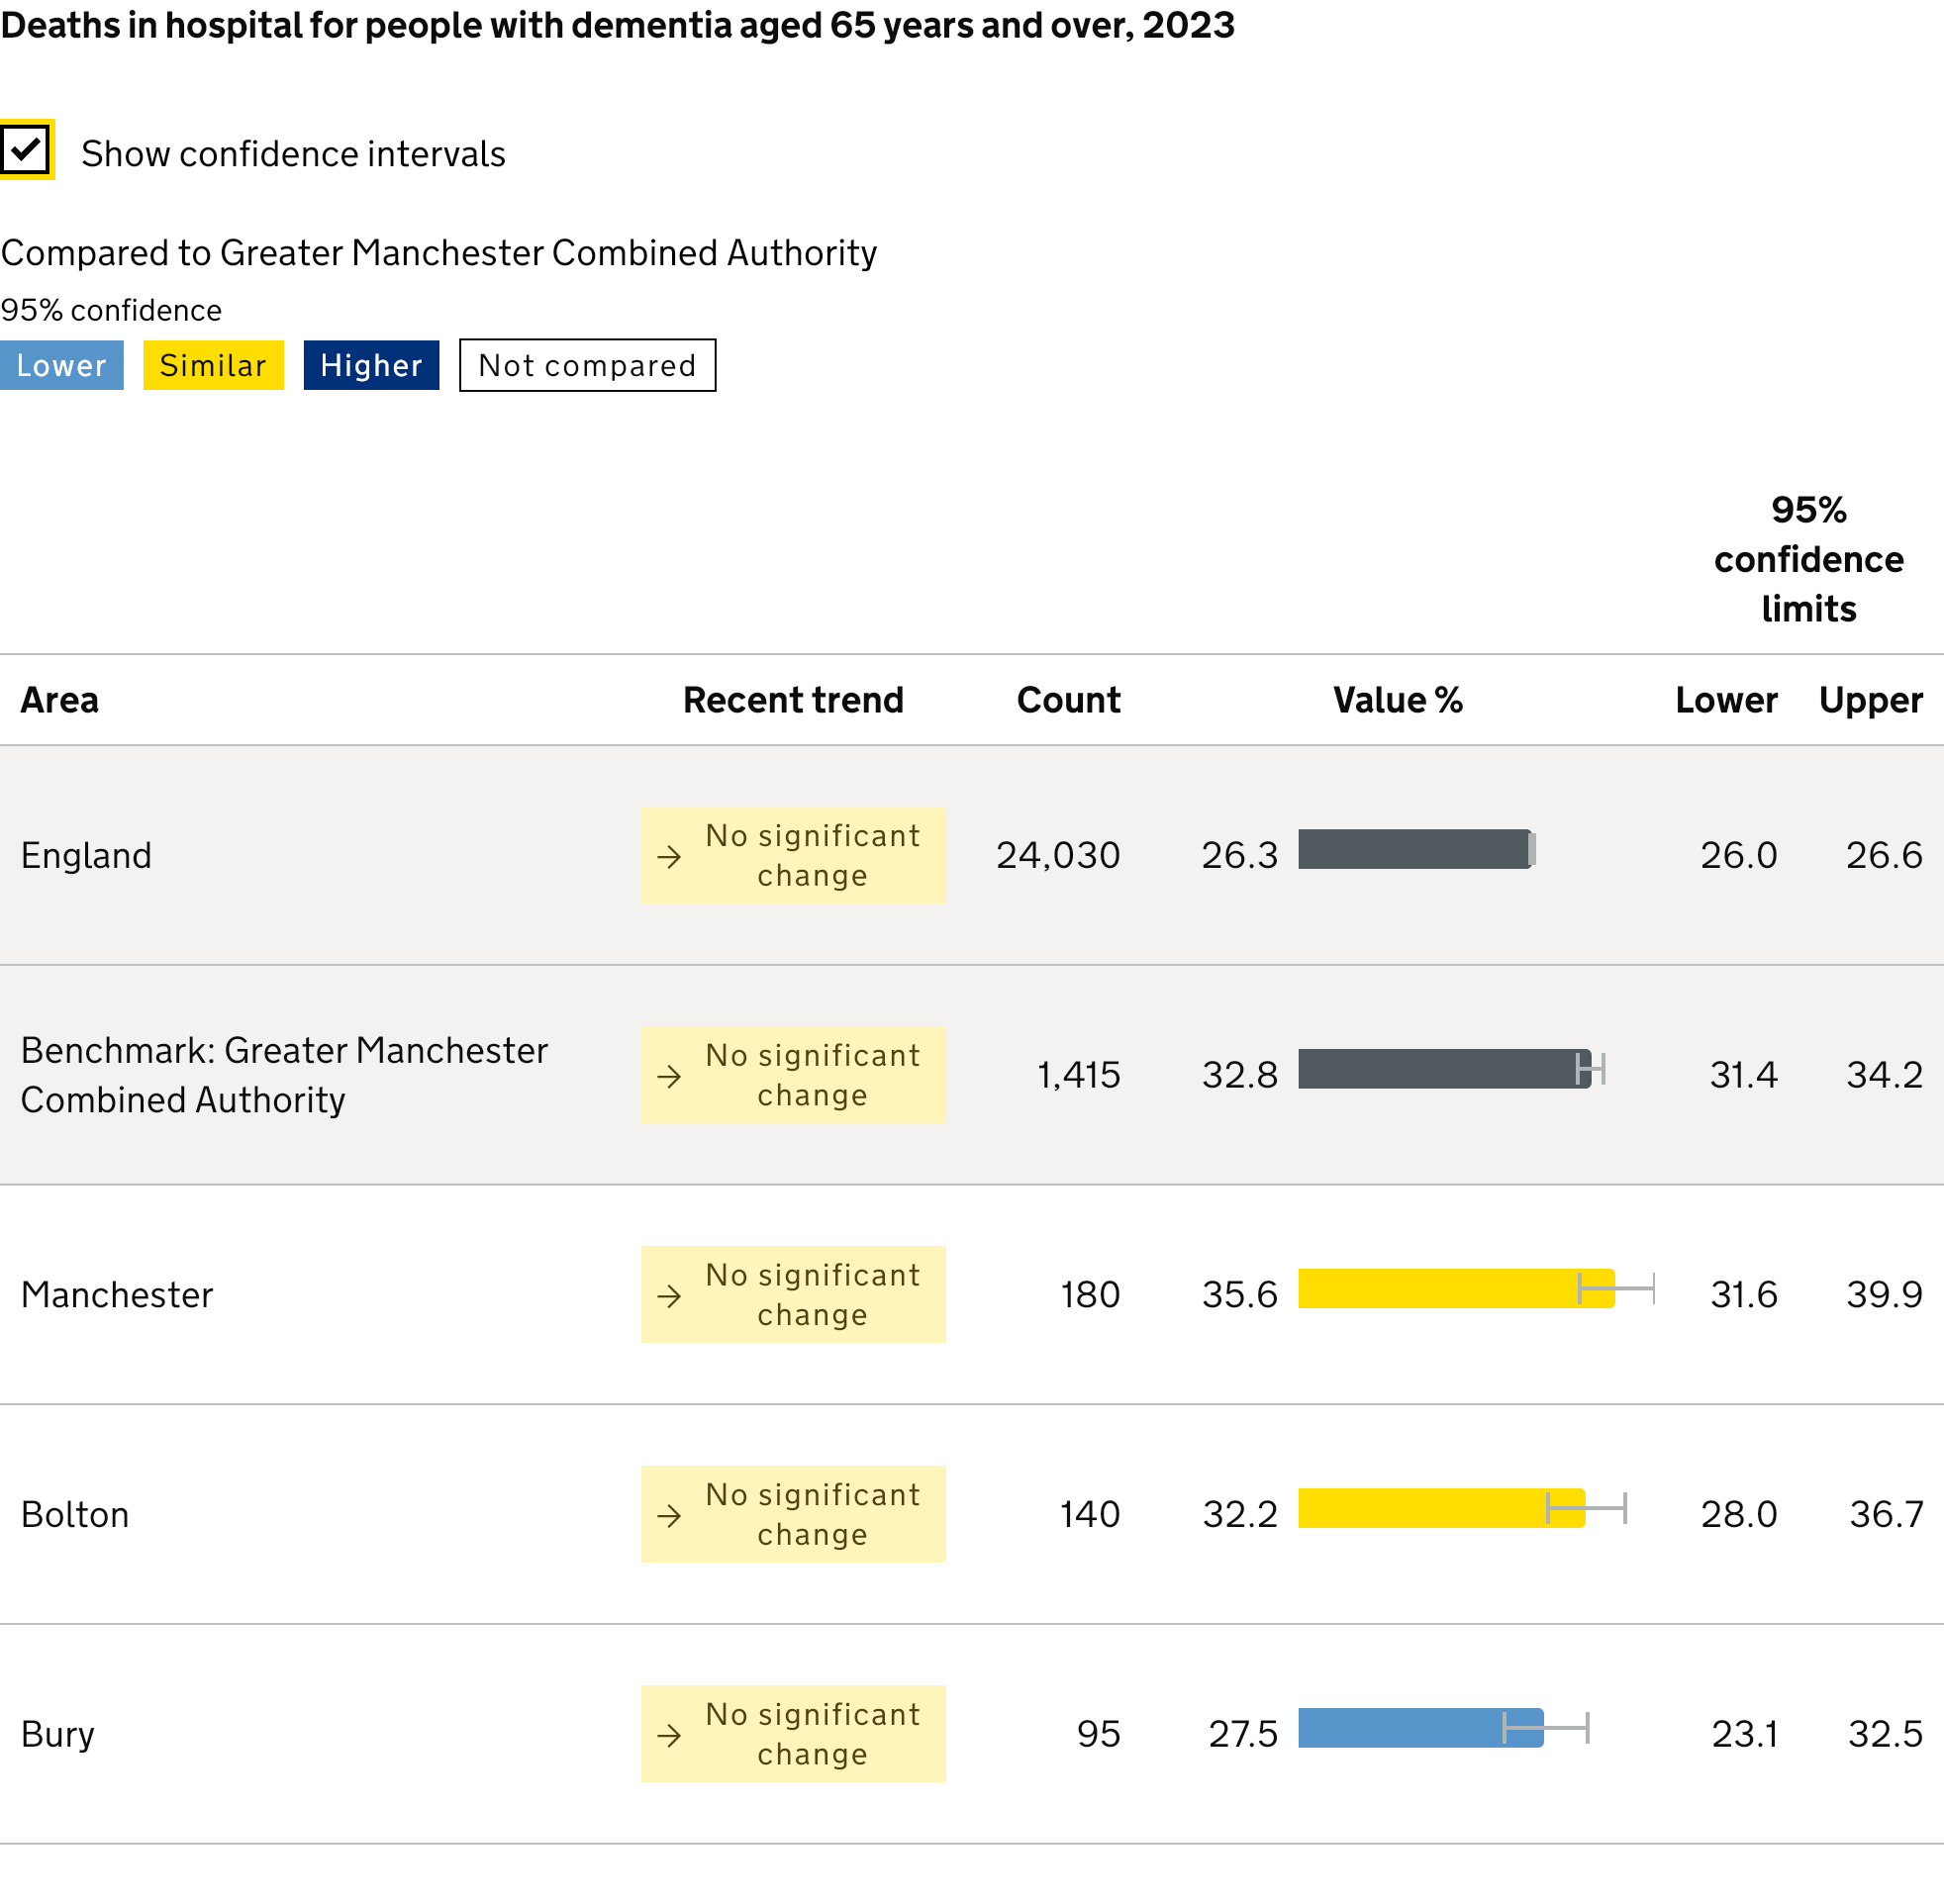 Deaths in hospital for people with dementia aged 65 years and over, 2023
Show confidence intervals
Compared to Greater Manchester Combined Authority
95% confidence
Lower Similar Higher Not compared
95%
confidence
limits
Area Recent trend Count Value % Lower Upper
England → No significant change 24,030 26.3 26.0 26.6
Benchmark: Greater Manchester
Combined Authority → No significant change 1,415 32.8 31.4 34.2
Manchester → No significant change 180 35.6 31.6 39.9
Bolton → No significant change 140 32.2 28.0 36.7
Bury → No significant change 95 27.5 23.1 32.5